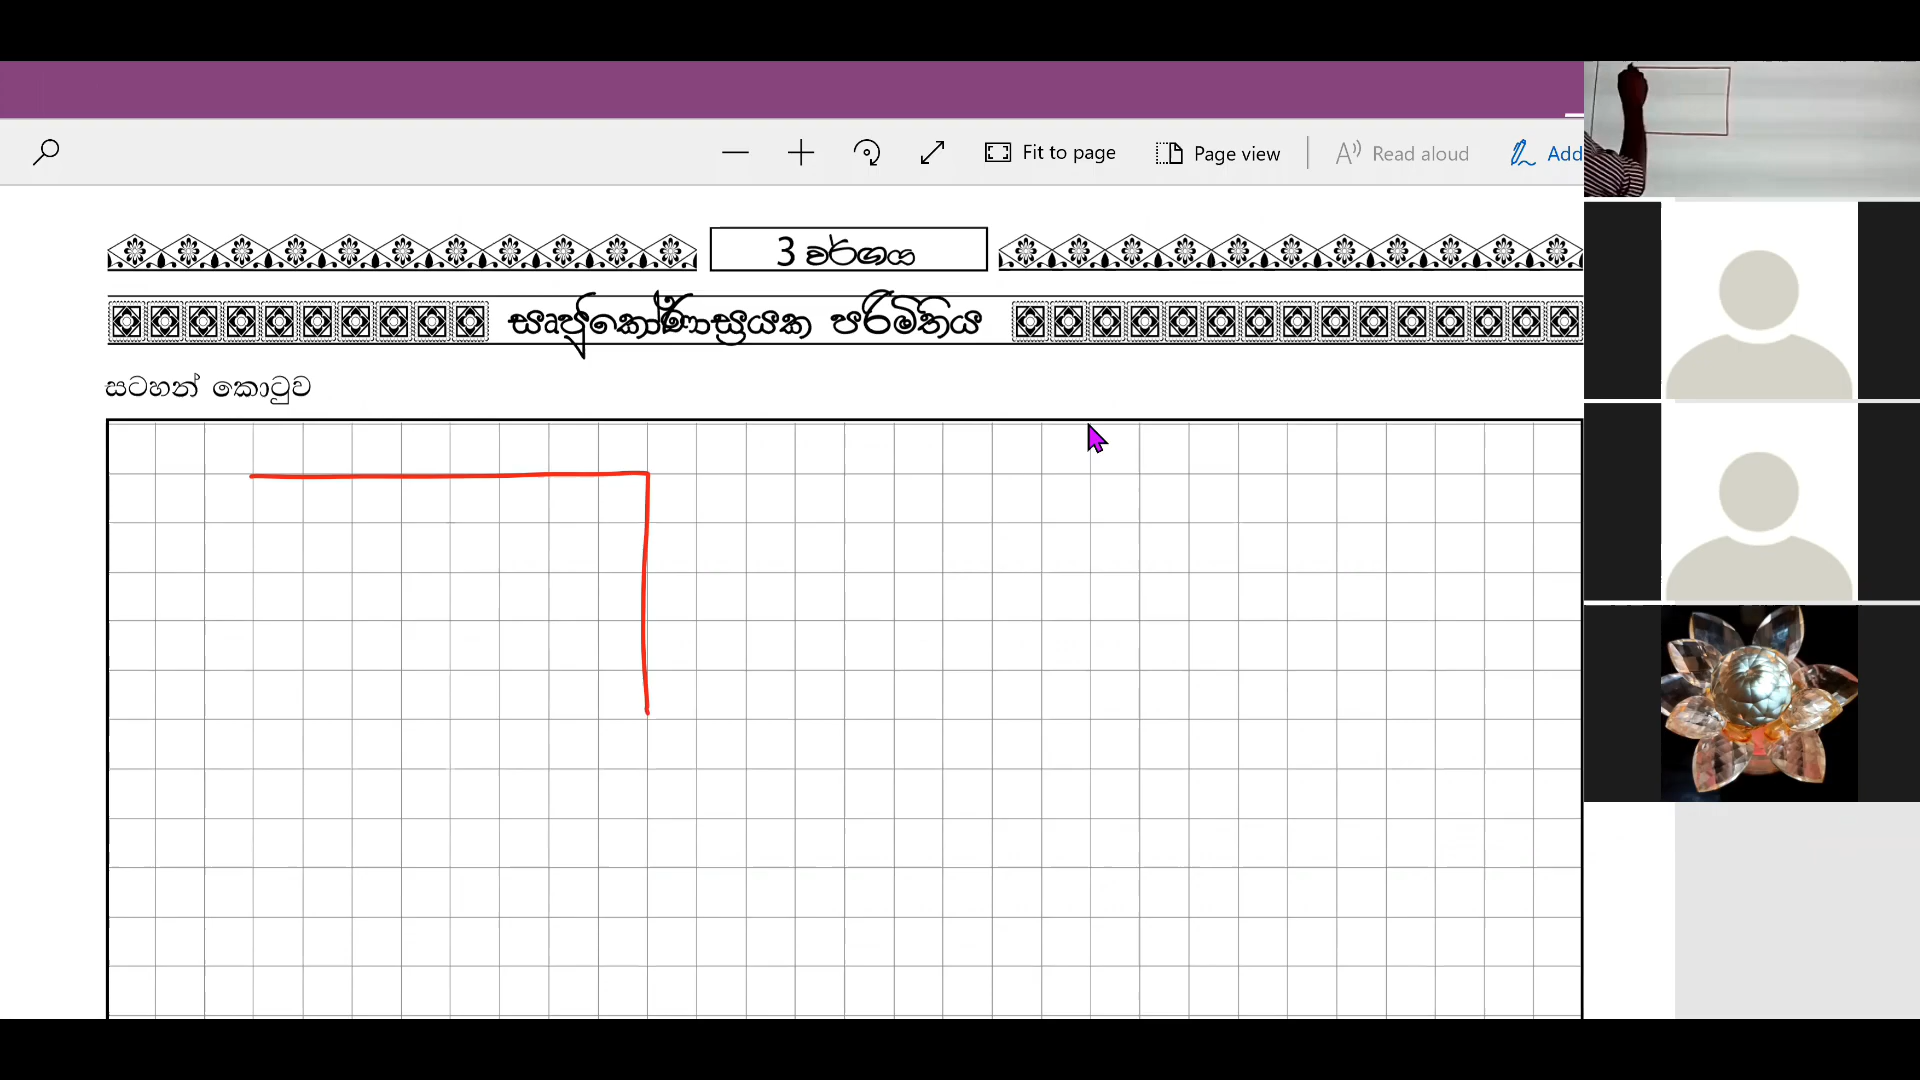 Fit to page
Page view
Read aloud
Add
3 වර්ගය
සෘජුකෝණාස්‍රයක පරිමිතිය
සටහන් කොටුව